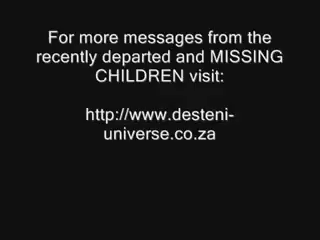 For more messages from the
recently departed and MISSING
CHILDREN visit:
http://www.desteni-
universe.co.za